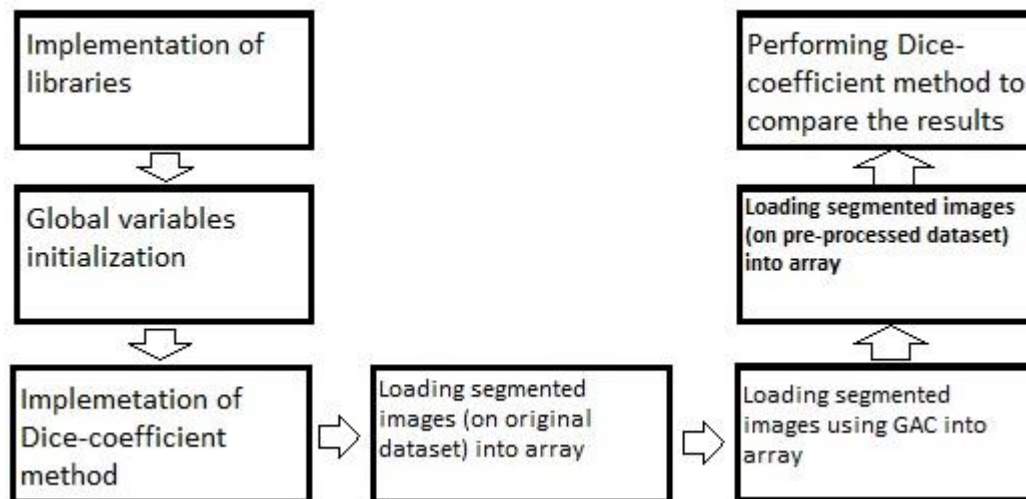 Implementation of
libraries
Global variables
initialization
Implemetation of
Dice-coefficient
method
Loading segmented
images (on original
dataset) into array
Loading segmented
images using GAC into
array
Loading segmented images
(on pre-processed dataset)
into array
Performing Dice-
coefficient method to
compare the results